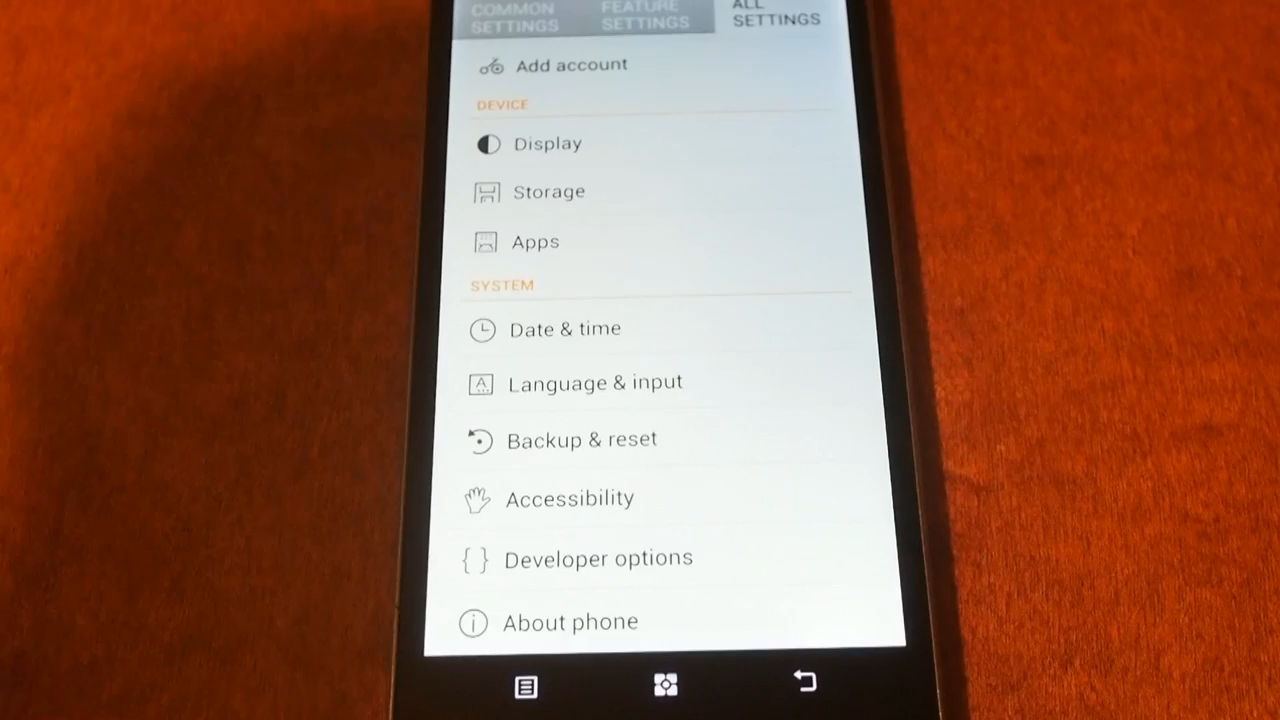 COMMON
SETTINGS
FEATURE
SETTINGS
ALL
SETTINGS
Add account
DEVICE
Display
Storage
Apps
SYSTEM
Date & time
Language & input
Backup & reset
Accessibility
Developer options
About phone